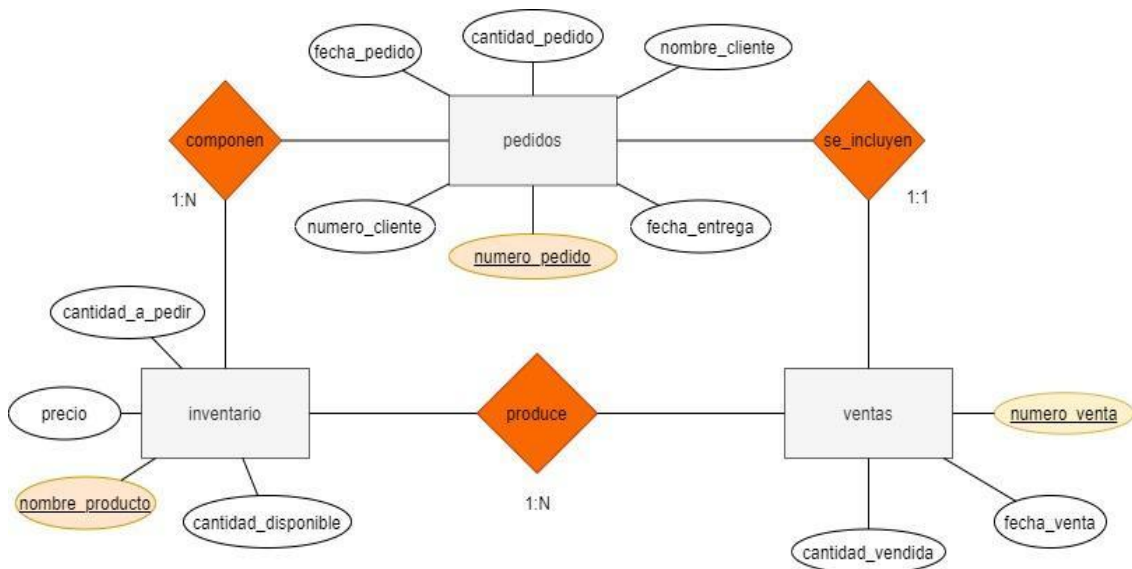 cantidad_pedido
fecha_pedido
nombre_cliente
componen
pedidos
se_incluyen
1:N
1:1
numero_cliente
fecha_entrega
numero_pedido
cantidad_a_pedir
precio
inventario
produce
ventas
numero_venta
nombre_producto
1:N
cantidad_disponible
fecha_venta
cantidad_vendida